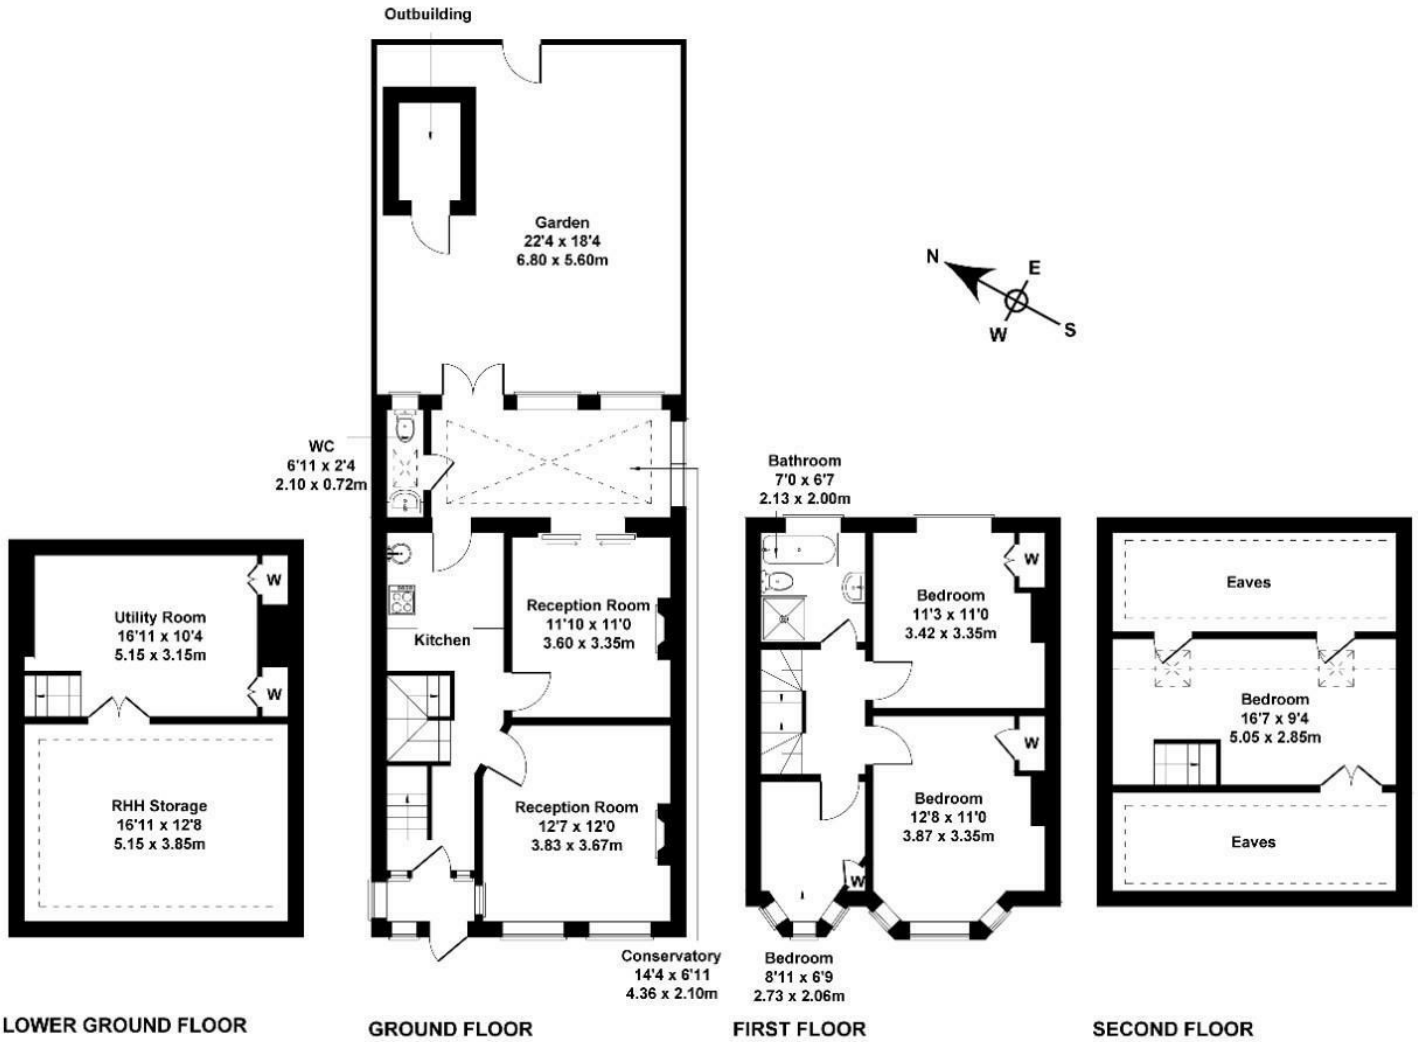 Outbuilding
Garden
22'4 x 18'4
6.80 x 5.60m
N
E
W
S
WC
6'11 x 2'4
2.10 x 0.72m
Bathroom
7'0 x 6'7
2.13 x 2.00m
Utility Room
16'11 x 10'4
5.15 x 3.15m
W
W
RHH Storage
16'11 x 12'8
5.15 x 3.85m
Kitchen
Reception Room
11'10 x 11'0
3.60 x 3.35m
Reception Room
12'7 x 12'0
3.83 x 3.67m
Conservatory
14'4 x 6'11
4.36 x 2.10m
Bedroom
11'3 x 11'0
3.42 x 3.35m
W
Bedroom
12'8 x 11'0
3.87 x 3.35m
W
W
Bedroom
8'11 x 6'9
2.73 x 2.06m
Eaves
Bedroom
16'7 x 9'4
5.05 x 2.85m
Eaves
LOWER GROUND FLOOR
GROUND FLOOR
FIRST FLOOR
SECOND FLOOR